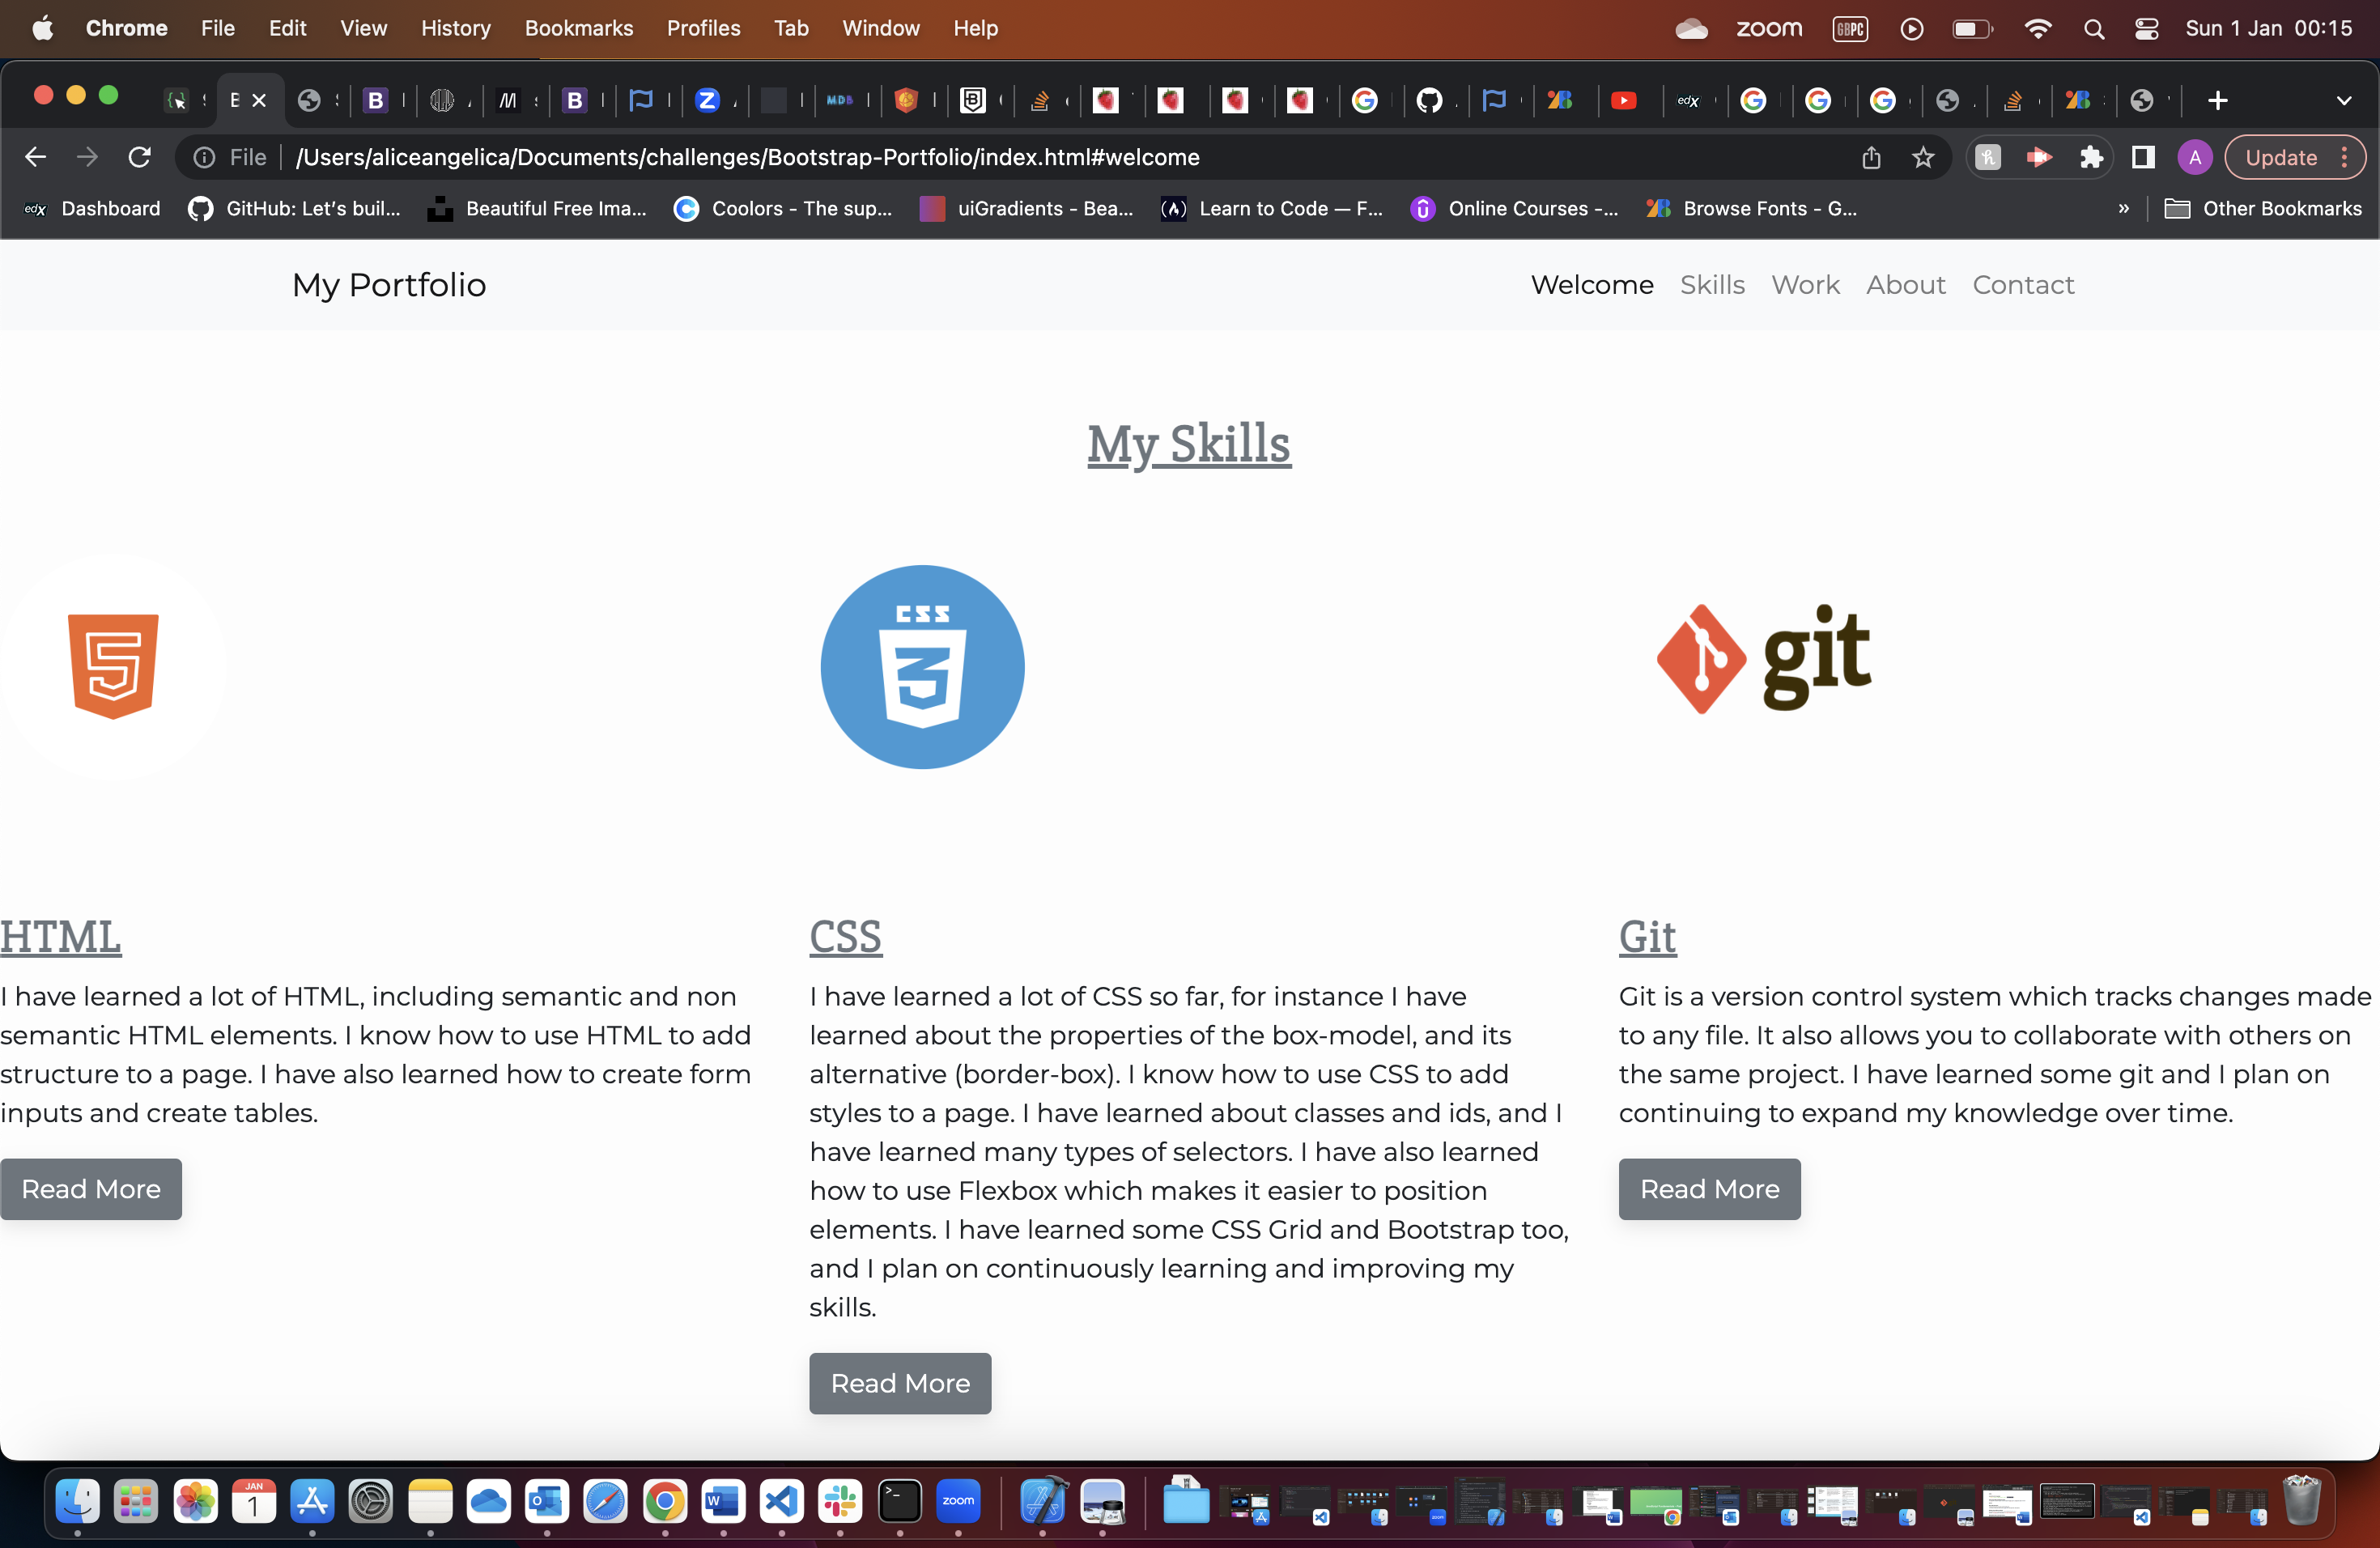 Chrome File Edit View History Bookmarks Profiles Tab Window Help zoom GBPC Sun 1 Jan 00:15
File /Users/aliceangelica/Documents/challenges/Bootstrap-Portfolio/index.html#welcome A Update
edX Dashboard GitHub: Let's buil... Beautiful Free Ima... Coolors - The sup... uiGradients - Bea... Learn to Code — F... Online Courses -... Browse Fonts - G... » Other Bookmarks
My Portfolio Welcome Skills Work About Contact
My Skills
CSS
git
HTML
I have learned a lot of HTML, including semantic and non
semantic HTML elements. I know how to use HTML to add
structure to a page. I have also learned how to create form
inputs and create tables.
Read More
CSS
I have learned a lot of CSS so far, for instance I have
learned about the properties of the box-model, and its
alternative (border-box). I know how to use CSS to add
styles to a page. I have learned about classes and ids, and I
have learned many types of selectors. I have also learned
how to use Flexbox which makes it easier to position
elements. I have learned some CSS Grid and Bootstrap too,
and I plan on continuously learning and improving my
skills.
Read More
Git
Git is a version control system which tracks changes made
to any file. It also allows you to collaborate with others on
the same project. I have learned some git and I plan on
continuing to expand my knowledge over time.
Read More
JAN
1
zoom